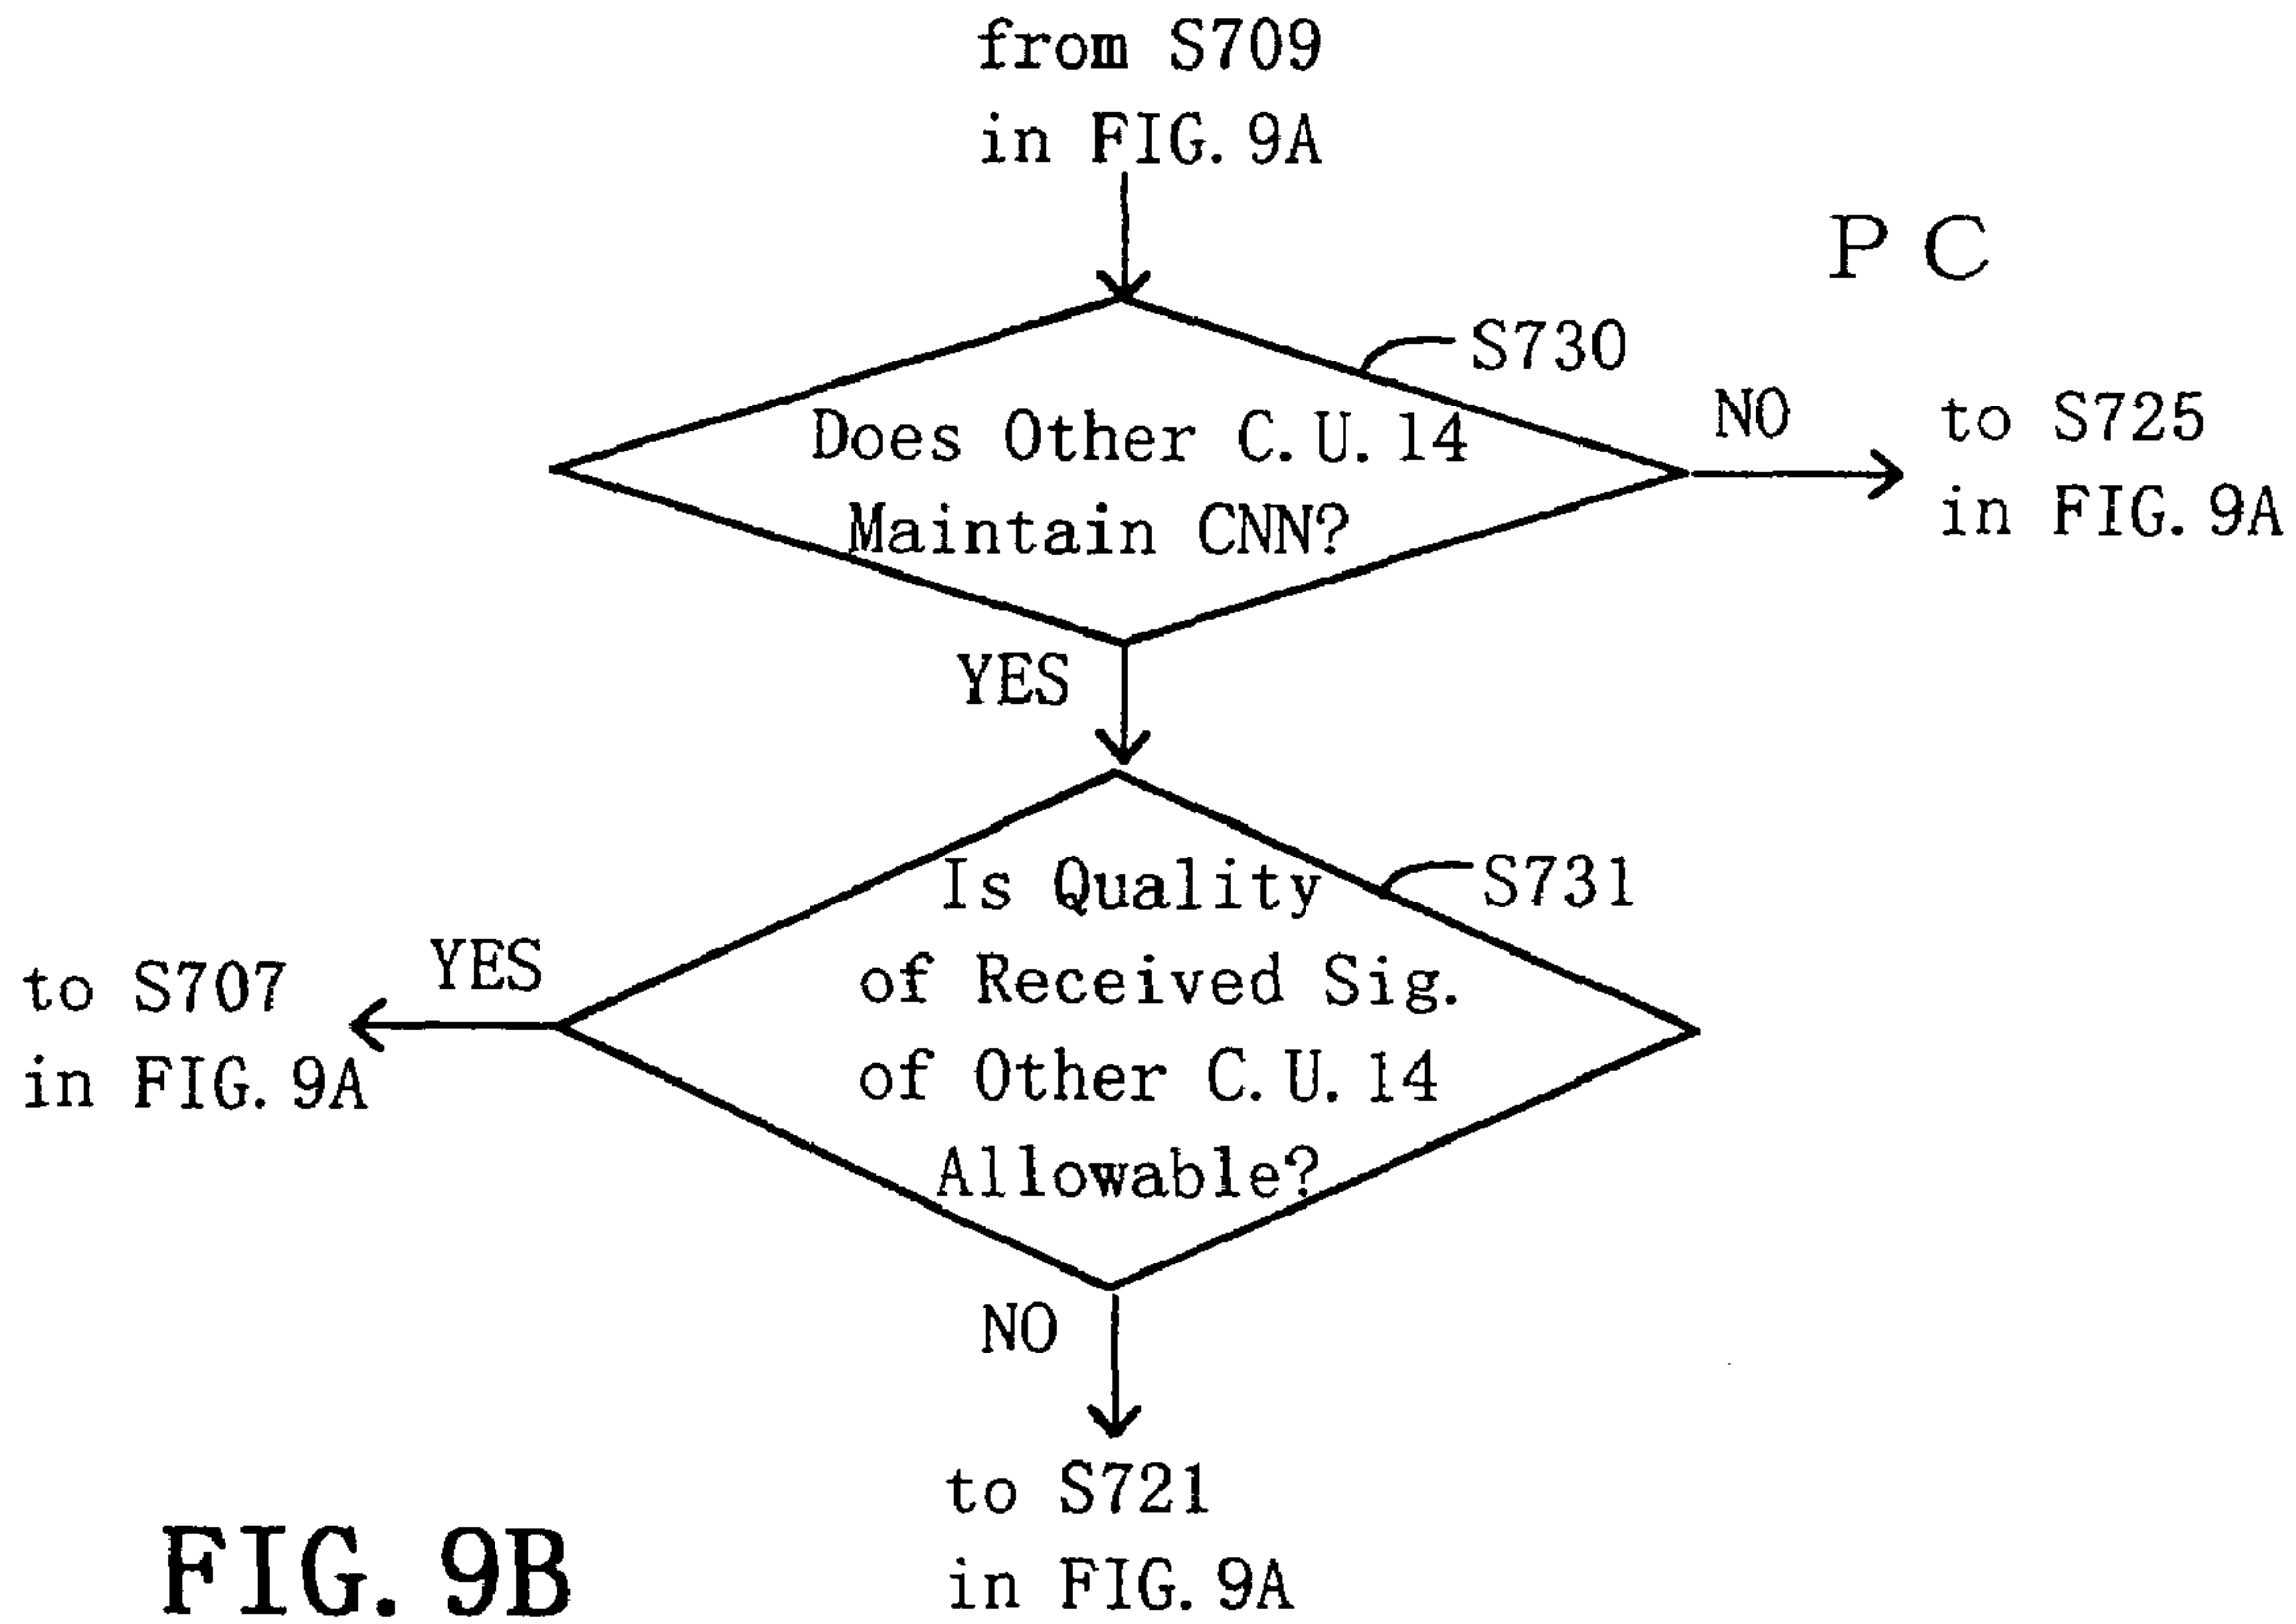 from S709
in FIG. 9A
P C
S730
Does Other C. U. 14
Maintain CNN?
NO
to S725
in FIG. 9A
YES
S731
Is Quality
of Received Sig.
of Other C. U. 14
Allowable?
YES
to S707
in FIG. 9A
NO
to S721
in FIG. 9A
FIG. 9B